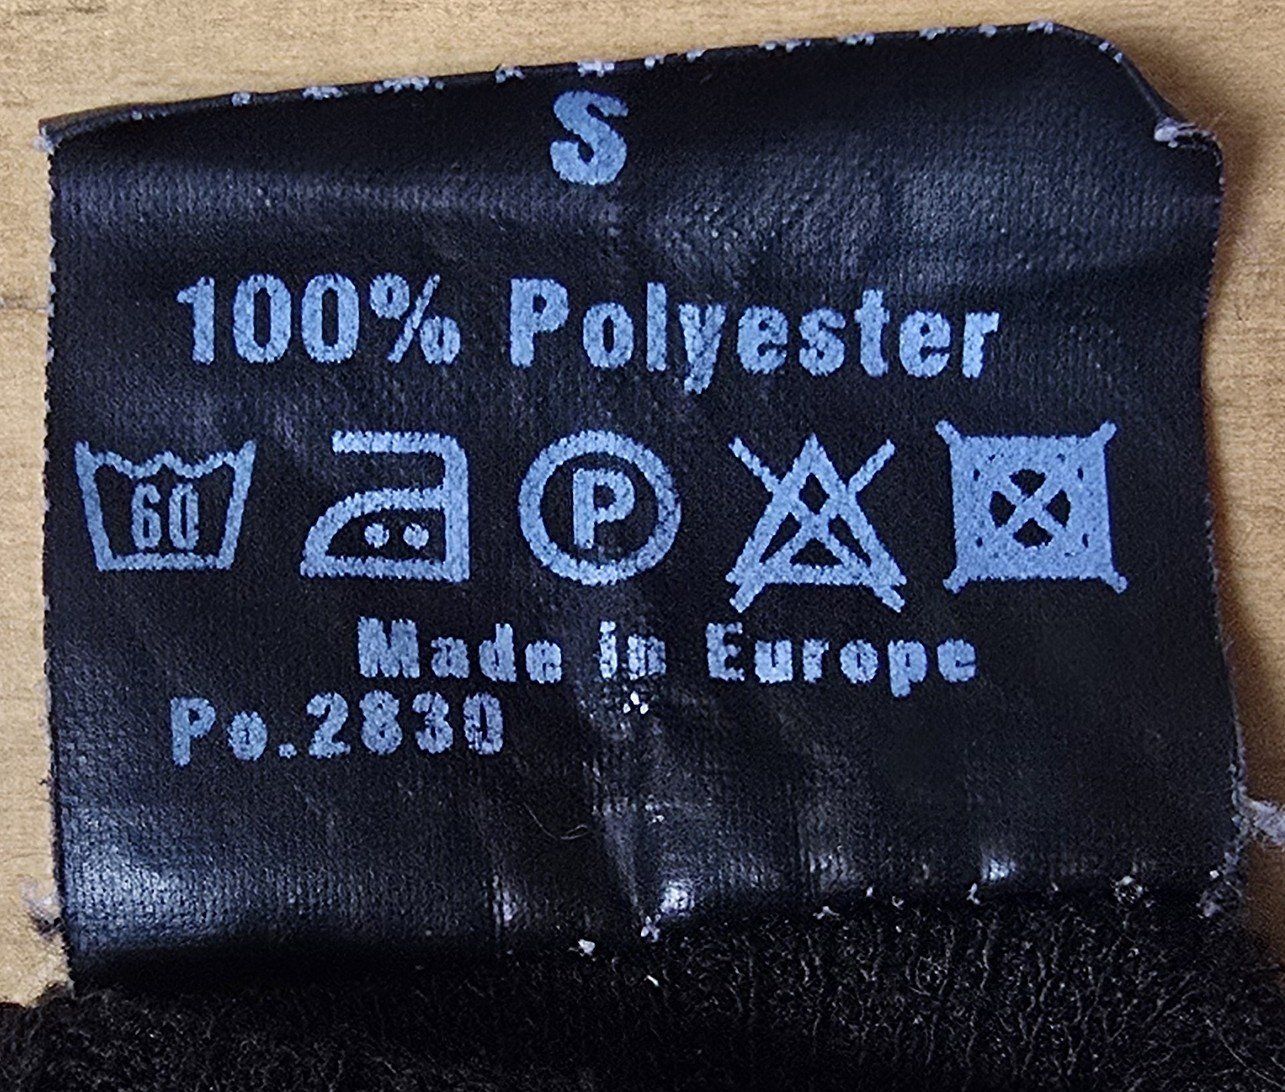 S
100% Polyester
60 P
Made in Europe
Po.2830